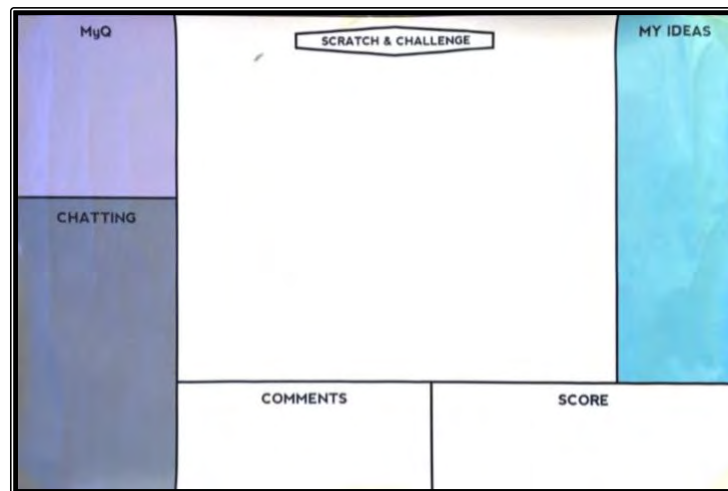 MyQ
SCRATCH & CHALLENGE
MY IDEAS
CHATTING
COMMENTS
SCORE